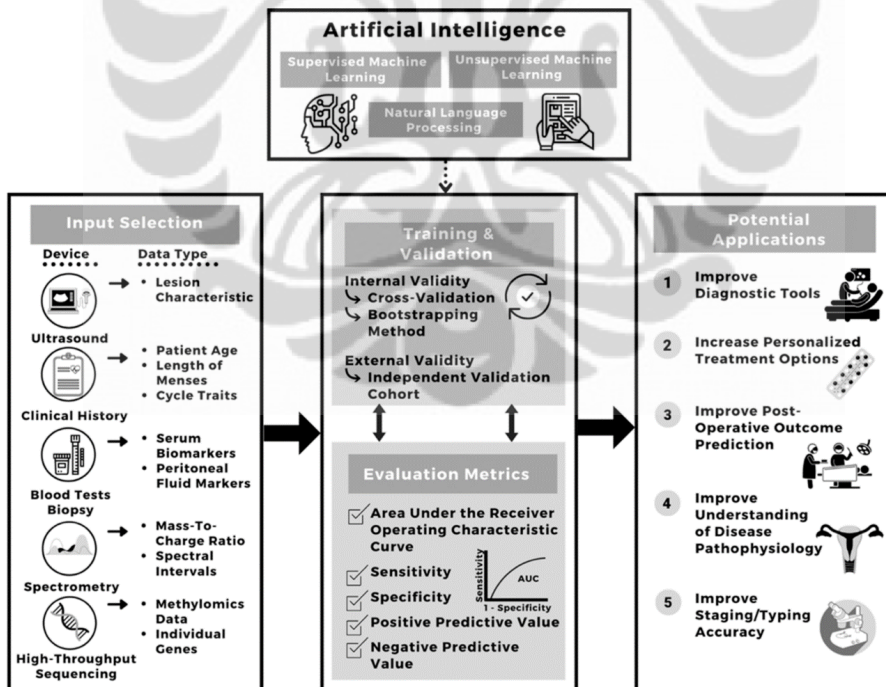 Artificial Intelligence
Supervised Machine
Learning
Unsupervised Machine
Learning
Natural Language
Processing
Input Selection
Device
Data Type
Ultrasound
• Lesion
Characteristic
Clinical History
• Patient Age
• Length of
Menses
• Cycle Traits
Blood Tests
Biopsy
• Serum
Biomarkers
• Peritoneal
Fluid Markers
Spectrometry
• Mass-To-
Charge Ratio
• Spectral
Intervals
High-Throughput
Sequencing
• Methylomics
Data
• Individual
Genes
Training &
Validation
Internal Validity
Cross-Validation
Bootstrapping
Method
External Validity
Independent Validation
Cohort
Evaluation Metrics
Area Under the Receiver
Operating Characteristic
Curve
Sensitivity
Specificity
Positive Predictive Value
Negative Predictive
Value
Sensitivity
AUC
1 - Specificity
Potential
Applications
1 Improve
Diagnostic Tools
2 Increase Personalized
Treatment Options
3 Improve Post-
Operative Outcome
Prediction
4 Improve
Understanding
of Disease
Pathophysiology
5 Improve
Staging/Typing
Accuracy